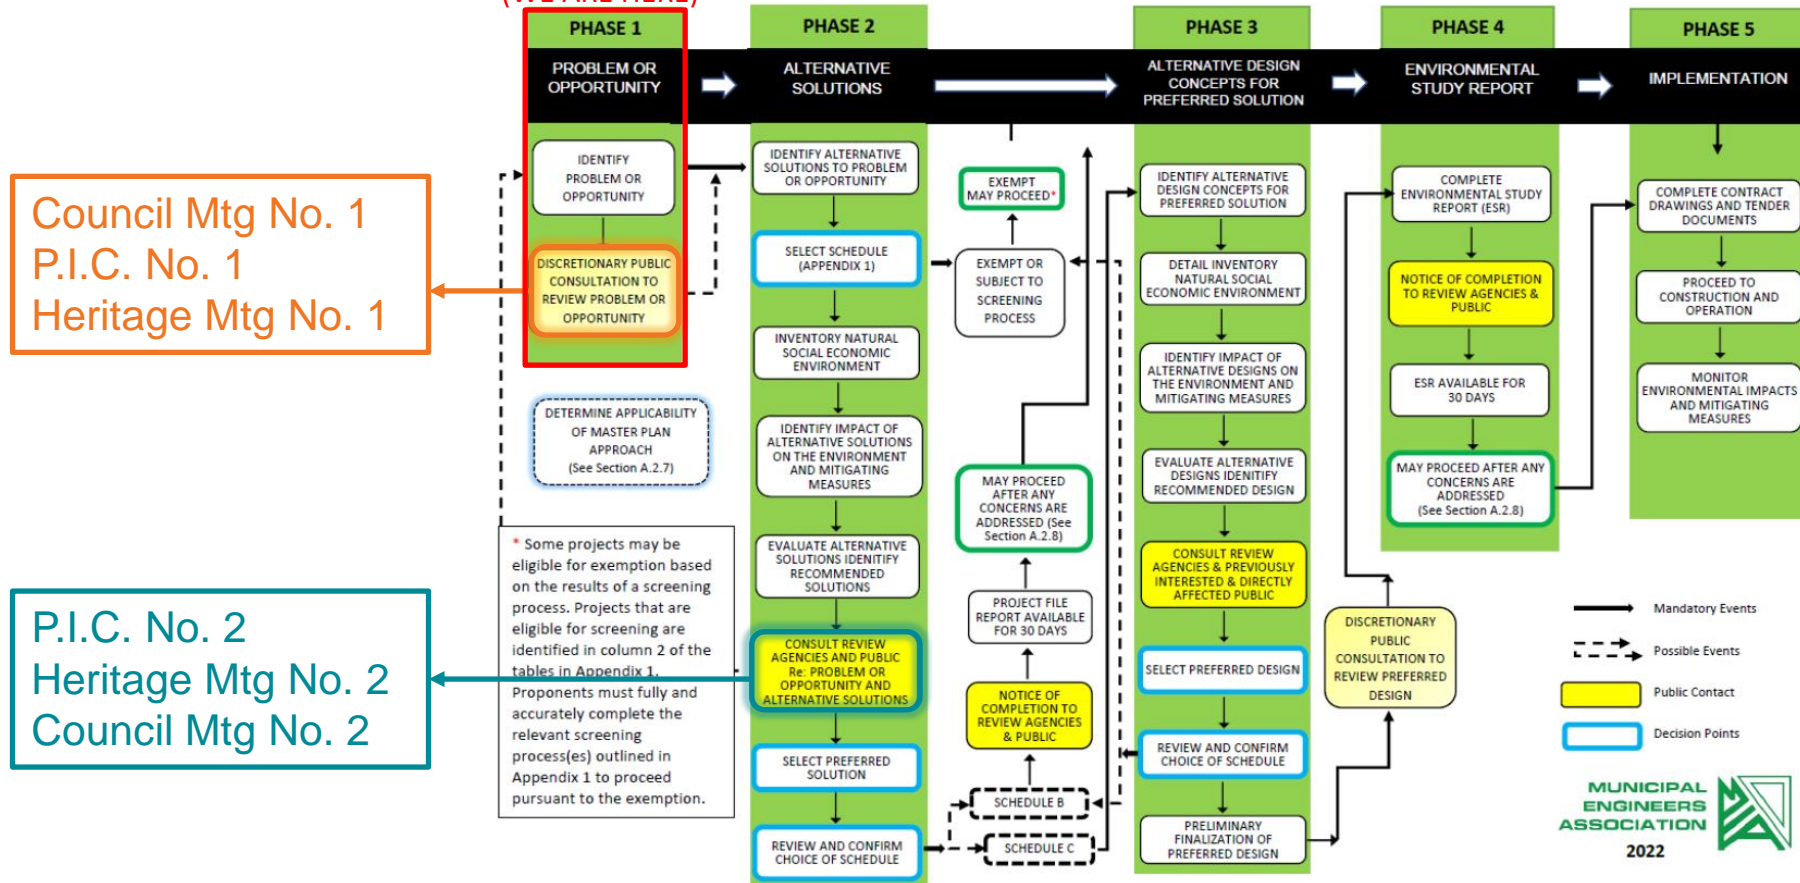 (WE ARE HERE)
PHASE 1
PHASE 2
PHASE 3
PHASE 4
PHASE 5
PROBLEM OR
OPPORTUNITY
ALTERNATIVE
SOLUTIONS
ALTERNATIVE DESIGN
CONCEPTS FOR
PREFERRED SOLUTION
ENVIRONMENTAL
STUDY REPORT
IMPLEMENTATION
Council Mtg No. 1
P.I.C. No. 1
Heritage Mtg No. 1
P.I.C. No. 2
Heritage Mtg No. 2
Council Mtg No. 2
IDENTIFY
PROBLEM OR
OPPORTUNITY
DISCRETIONARY PUBLIC
CONSULTATION TO
REVIEW PROBLEM OR
OPPORTUNITY
DETERMINE APPLICABILITY
OF MASTER PLAN
APPROACH
(See Section A.2.7)
* Some projects may be
eligible for exemption based
on the results of a screening
process. Projects that are
eligible for screening are
identified in column 2 of the
tables in Appendix 1.
Proponents must fully and
accurately complete the
relevant screening
process(es) outlined in
Appendix 1 to proceed
pursuant to the exemption.
IDENTIFY ALTERNATIVE
SOLUTIONS TO PROBLEM
OR OPPORTUNITY
SELECT SCHEDULE
(APPENDIX 1)
INVENTORY NATURAL
SOCIAL ECONOMIC
ENVIRONMENT
IDENTIFY IMPACT OF
ALTERNATIVE SOLUTIONS
ON THE ENVIRONMENT
AND MITIGATING
MEASURES
EVALUATE ALTERNATIVE
SOLUTIONS IDENITIFY
RECOMMENDED
SOLUTIONS
CONSULT REVIEW
AGENCIES AND PUBLIC
Re: PROBLEM OR
OPPORTUNITY AND
ALTERNATIVE SOLUTIONS
SELECT PREFERRED
SOLUTION
REVIEW AND CONFIRM
CHOICE OF SCHEDULE
EXEMPT
MAY PROCEED*
EXEMPT OR
SUBJECT TO
SCREENING
PROCESS
MAY PROCEED
AFTER ANY
CONCERNS ARE
ADDRESSED (See
Section A.2.8)
PROJECT FILE
REPORT AVAILABLE
FOR 30 DAYS
NOTICE OF
COMPLETION TO
REVIEW AGENCIES
& PUBLIC
SCHEDULE B
SCHEDULE C
IDENTIFY ALTERNATIVE
DESIGN CONCEPTS FOR
PREFERRED SOLUTION
DETAIL INVENTORY
NATURAL SOCIAL
ECONOMIC ENVIRONMENT
IDENTIFY IMPACT OF
ALTERNATIVE DESIGNS ON
THE ENVIRONMENT AND
MITIGATING MEASURES
EVALUATE ALTERNATIVE
DESIGNS IDENITIFY
RECOMMENDED DESIGN
CONSULT REVIEW
AGENCIES & PREVIOUSLY
INTERESTED & DIRECTLY
AFFECTED PUBLIC
SELECT PREFERRED DESIGN
REVIEW AND CONFIRM
CHOICE OF SCHEDULE
PRELIMINARY
FINALIZATION OF
PREFERRED DESIGN
DISCRETIONARY
PUBLIC
CONSULTATION TO
REVIEW PREFERRED
DESIGN
COMPLETE
ENVIRONMENTAL STUDY
REPORT (ESR)
NOTICE OF COMPLETION
TO REVIEW AGENCIES &
PUBLIC
ESR AVAILABLE FOR
30 DAYS
MAY PROCEED AFTER ANY
CONCERNS ARE
ADDRESSED
(See Section A.2.8)
COMPLETE CONTRACT
DRAWINGS AND TENDER
DOCUMENTS
PROCEED TO
CONSTRUCTION AND
OPERATION
MONITOR
ENVIRONMENTAL IMPACTS
AND MITIGATING
MEASURES
Mandatory Events
Possible Events
Public Contact
Decision Points
MUNICIPAL
ENGINEERS
ASSOCIATION
2022